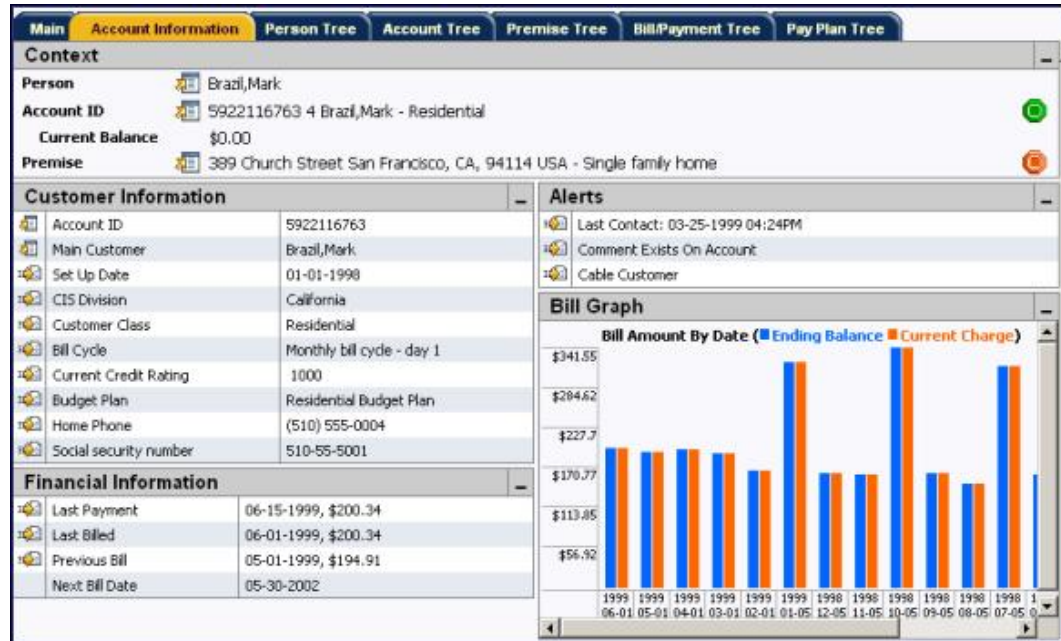 Main Account Information Person Tree Account Tree Premise Tree Bill/Payment Tree Pay Plan Tree
Context
Person Brazil,Mark
Account ID 5922116763 4 Brazil,Mark - Residential
Current Balance $0.00
Premise 389 Church Street San Francisco, CA, 94114 USA - Single family home
Customer Information
Account ID 5922116763
Main Customer Brazil,Mark
Set Up Date 01-01-1998
CIS Division California
Customer Class Residential
Bill Cycle Monthly bill cycle - day 1
Current Credit Rating 1000
Budget Plan Residential Budget Plan
Home Phone (510) 555-0004
Social security number 510-55-5001
Financial Information
Last Payment 06-15-1999, $200.34
Last Billed 06-01-1999, $200.34
Previous Bill 05-01-1999, $194.91
Next Bill Date 05-30-2002
Alerts
Last Contact: 03-25-1999 04:24PM
Comment Exists On Account
Cable Customer
Bill Graph
Bill Amount By Date (Ending Balance Current Charge)
$341.55
$284.62
$227.7
$170.77
$113.85
$56.92
1999 1999 1999 1999 1999 1999 1998 1998 1998 1998 1998 1998
06-01 05-01 04-01 03-01 02-01 01-05 12-05 11-05 10-05 09-05 08-05 07-05